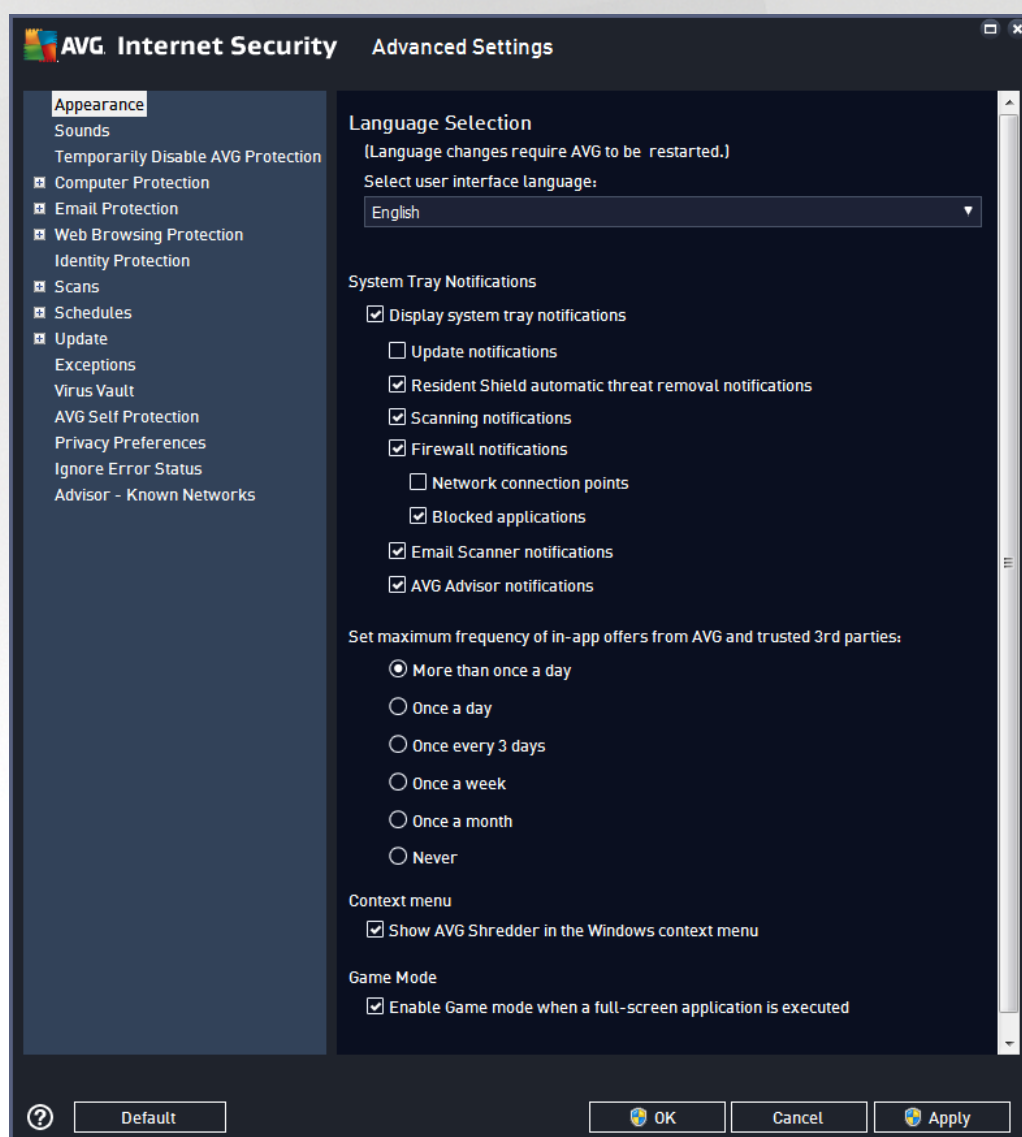 AVG. Internet Security Advanced Settings
Appearance
Sounds
Temporarily Disable AVG Protection
Computer Protection
Email Protection
Web Browsing Protection
Identity Protection
Scans
Schedules
Update
Exceptions
Virus Vault
AVG Self Protection
Privacy Preferences
Ignore Error Status
Advisor - Known Networks
Language Selection
(Language changes require AVG to be restarted.)
Select user interface language:
English
System Tray Notifications
Display system tray notifications
Update notifications
Resident Shield automatic threat removal notifications
Scanning notifications
Firewall notifications
Network connection points
Blocked applications
Email Scanner notifications
AVG Advisor notifications
Set maximum frequency of in-app offers from AVG and trusted 3rd parties:
More than once a day
Once a day
Once every 3 days
Once a week
Once a month
Never
Context menu
Show AVG Shredder in the Windows context menu
Game Mode
Enable Game mode when a full-screen application is executed
? Default OK Cancel Apply